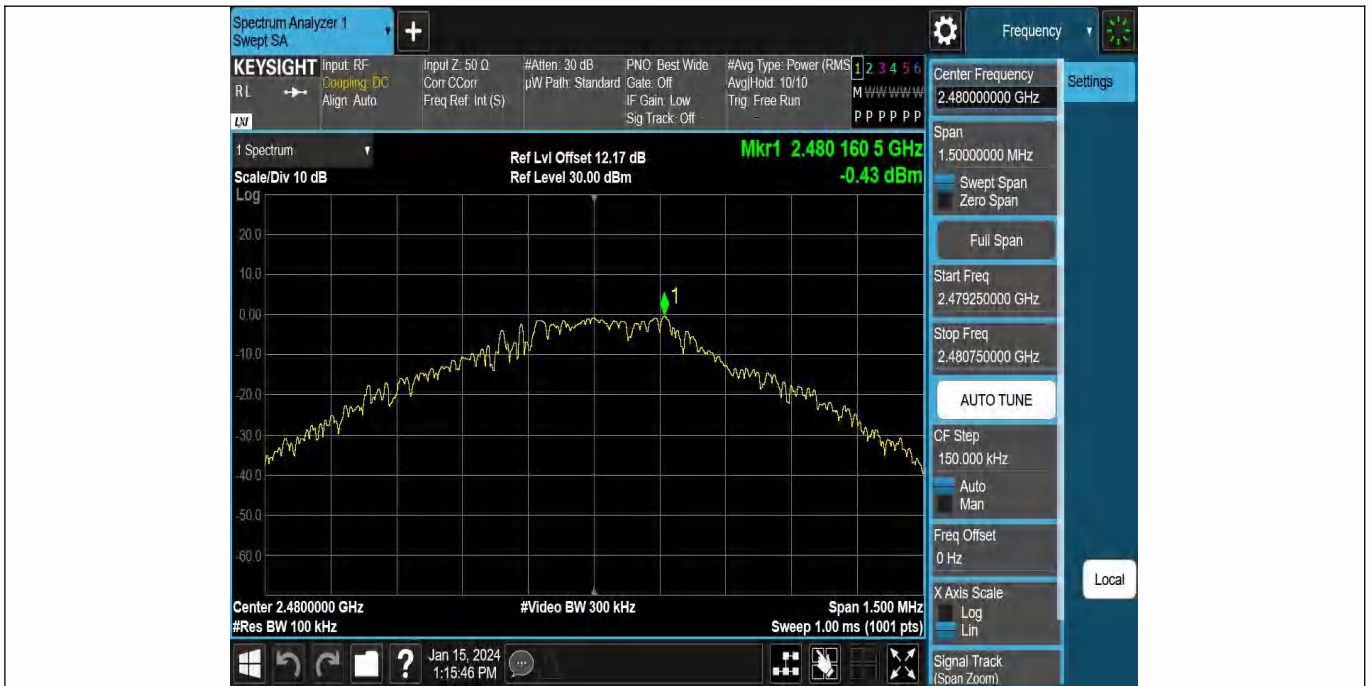 Spectrum Analyzer 1
Swept SA
+
Frequency
KEYSIGHT
RL
LXI
Input: RF
Coupling: DC
Align: Auto
Input Z: 50 Ω
Corr CCorr
Freq Ref: Int (S)
#Atten: 30 dB
µW Path: Standard
PNO: Best Wide
Gate: Off
IF Gain: Low
Sig Track: Off
#Avg Type: Power (RMS
Avg|Hold: 10/10
Trig: Free Run
1 2 3 4 5 6
M W W W W W
P P P P P P
Center Frequency
2.480000000 GHz
Settings
Span
1.50000000 MHz
Swept Span
Zero Span
Full Span
Start Freq
2.479250000 GHz
Stop Freq
2.480750000 GHz
AUTO TUNE
CF Step
150.000 kHz
Auto
Man
Freq Offset
0 Hz
X Axis Scale
Log
Lin
Signal Track
(Span Zoom)
Local
1 Spectrum
Scale/Div 10 dB
Log
Ref Lvl Offset 12.17 dB
Ref Level 30.00 dBm
Mkr1 2.480 160 5 GHz
-0.43 dBm
1
20.0
10.0
0.00
-10.0
-20.0
-30.0
-40.0
-50.0
-60.0
Center 2.4800000 GHz
#Res BW 100 kHz
#Video BW 300 kHz
Span 1.500 MHz
Sweep 1.00 ms (1001 pts)
?
Jan 15, 2024
1:15:46 PM